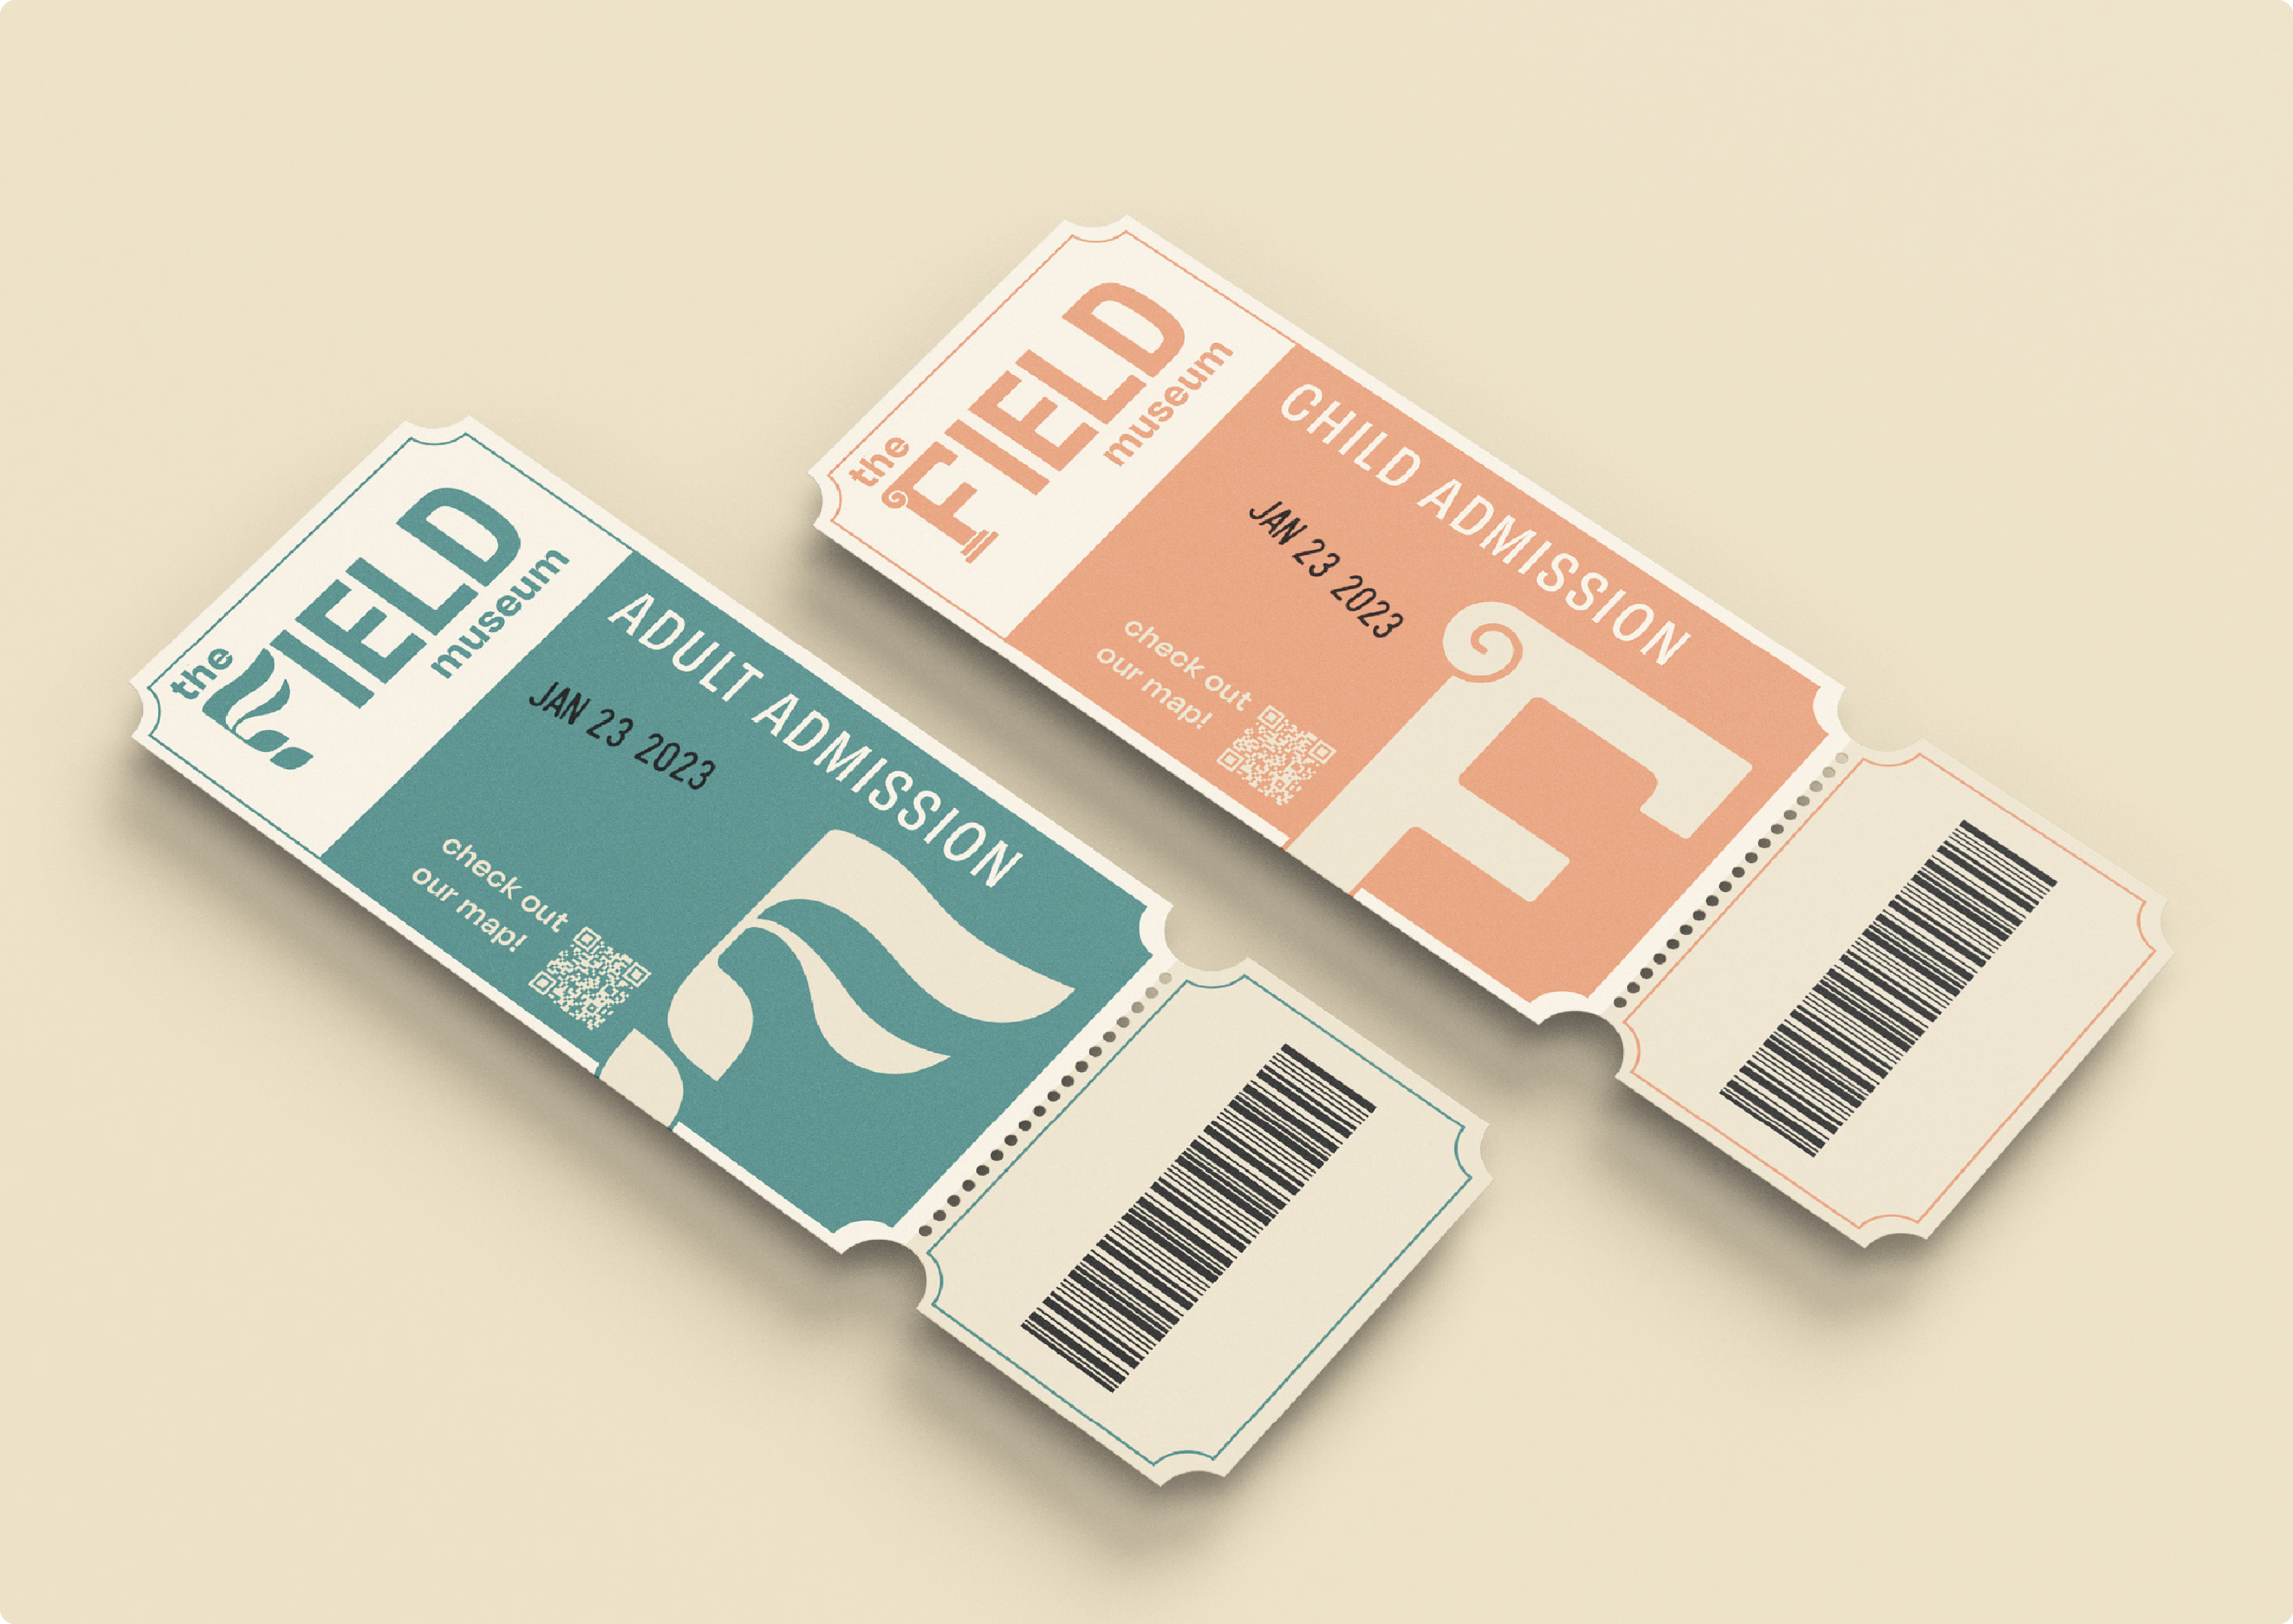 the
FIELD
museum
ADULT ADMISSION
JAN 23 2023
check out
our map!
the
FIELD
museum
CHILD ADMISSION
JAN 23 2023
check out
our map!